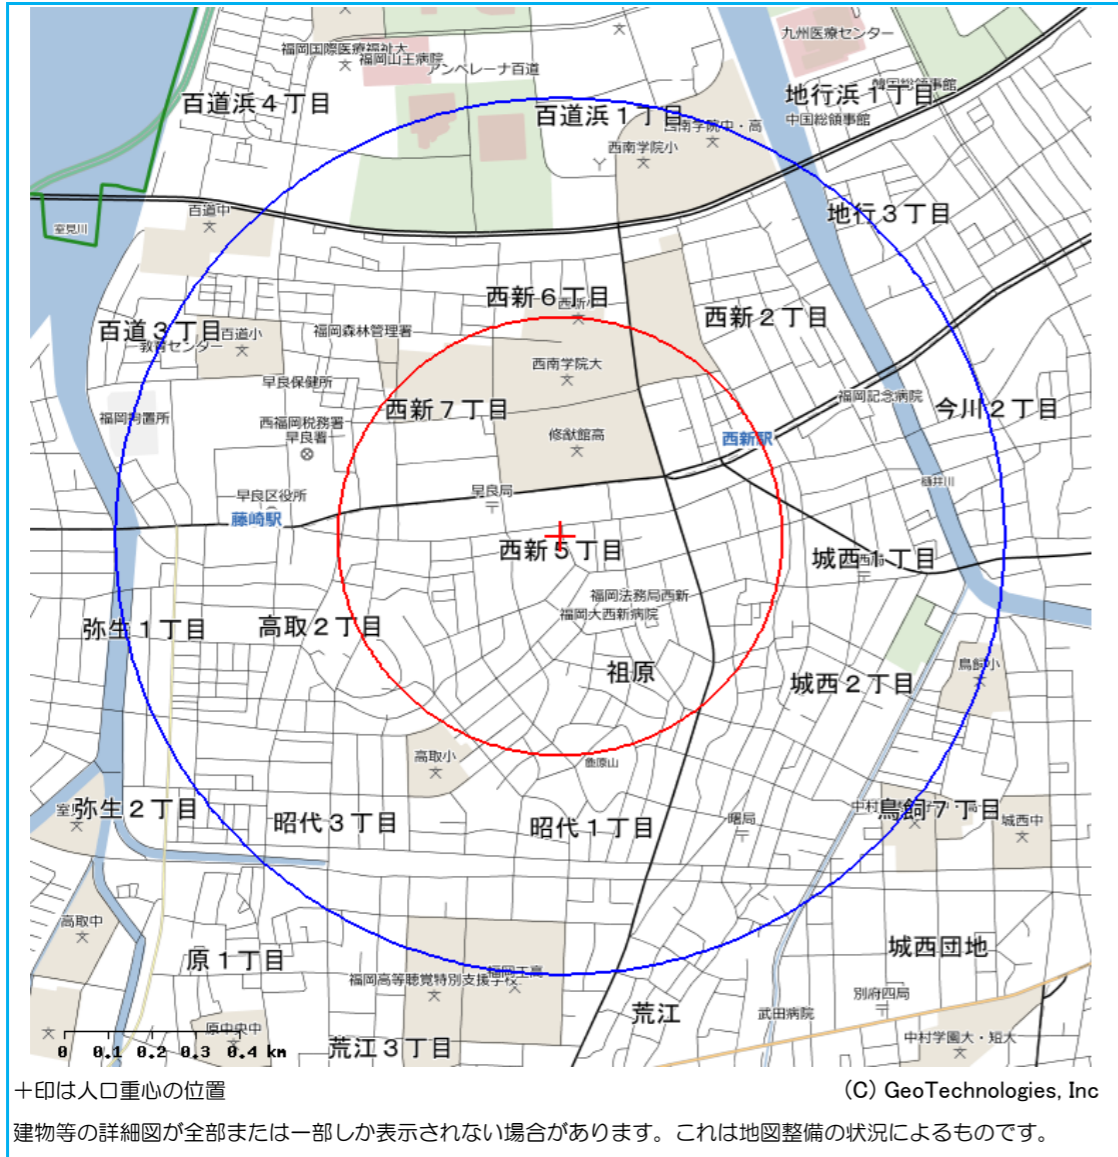 九州医療センター
福岡国際医療福祉大
福岡山王病院
アンペレーナ百道
韓国総領事館
百道浜4丁目
百道浜1丁目
地行浜1丁目
中国総領事館
西南学院中・高
西南学院小
百道中
室見川
地行3丁目
西新6丁目
西新2丁目
百道3丁目
百道小
教育センター
福岡森林管理署
西南学院大
早良保健所
福岡拘置所
西福岡税務署
早良署
西新7丁目
福岡記念病院
今川2丁目
修猷館高
西新駅
樋井川
早良区役所
早良局
藤崎駅
西新5丁目
城西1丁目
福岡法務局西新
福岡大西新病院
弥生1丁目
高取2丁目
祖原
城西2丁目
鳥飼小
高取小
弥生2丁目
昭代3丁目
昭代1丁目
曙局
鳥飼7丁目
城西中
高取中
原1丁目
福岡高等聴覚特別支援学校
福岡工高
城西団地
荒江
武田病院
別府四局
原中央中
荒江3丁目
中村学園大・短大
0 0.1 0.2 0.3 0.4 km
+印は人口重心の位置
(C) GeoTechnologies, Inc
建物等の詳細図が全部または一部しか表示されない場合があります。これは地図整備の状況によるものです。